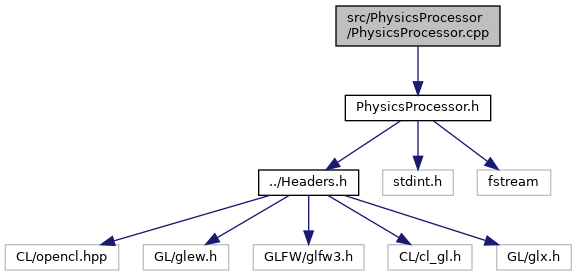 src/PhysicsProcessor
/PhysicsProcessor.cpp
PhysicsProcessor.h
../Headers.h
stdint.h
fstream
CL/opencl.hpp
GL/glew.h
GLFW/glfw3.h
CL/cl_gl.h
GL/glx.h